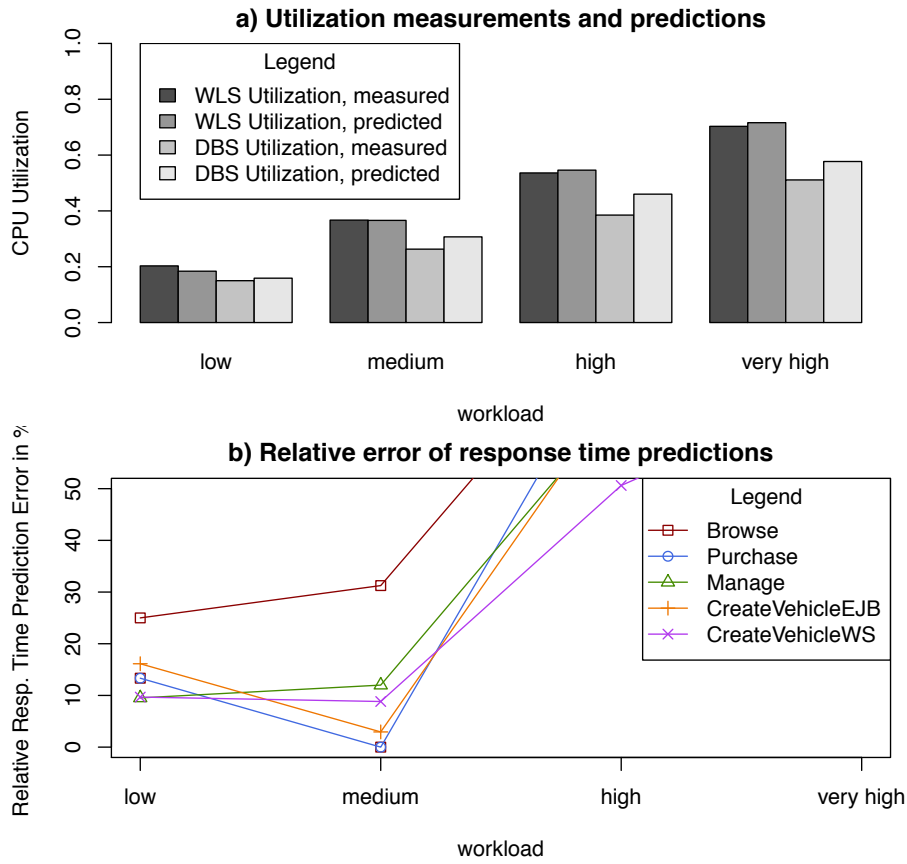 a) Utilization measurements and predictions
CPU Utilization
0.0 0.2 0.4 0.6 0.8 1.0
Legend
WLS Utilization, measured
WLS Utilization, predicted
DBS Utilization, measured
DBS Utilization, predicted
low medium high very high
workload
b) Relative error of response time predictions
Relative Resp. Time Prediction Error in %
0 10 20 30 40 50
Legend
Browse
Purchase
Manage
CreateVehicleEJB
CreateVehicleWS
low medium high very high
workload